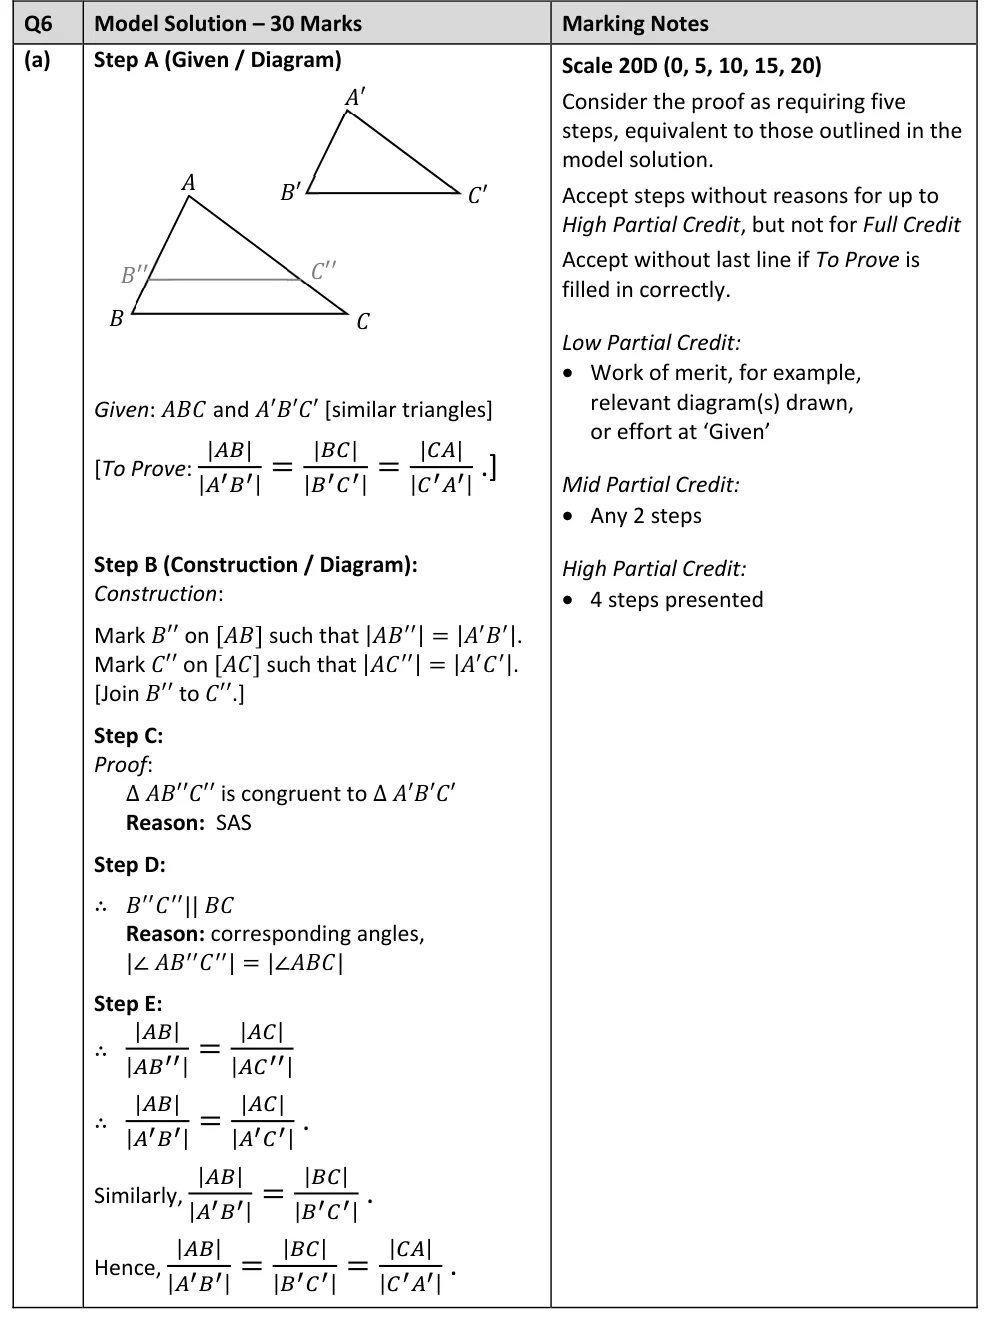 Q6 Model Solution – 30 Marks Marking Notes
(a) Step A (Given / Diagram)
A′
B′
C′
A
B′′
C′′
B
C
Given: ABC and A′B′C′ [similar triangles]
[To Prove: |AB|/|A′B′| = |BC|/|B′C′| = |CA|/|C′A′| .]
Step B (Construction / Diagram):
Construction:
Mark B′′ on [AB] such that |AB′′| = |A′B′|.
Mark C′′ on [AC] such that |AC′′| = |A′C′|.
[Join B′′ to C′′.]
Step C:
Proof:
Δ AB′′C′′ is congruent to Δ A′B′C′
Reason: SAS
Step D:
∴ B′′C′′|| BC
Reason: corresponding angles,
|∠ AB′′C′′| = |∠ABC|
Step E:
∴ |AB|/|AB′′| = |AC|/|AC′′|
∴ |AB|/|A′B′| = |AC|/|A′C′| .
Similarly, |AB|/|A′B′| = |BC|/|B′C′| .
Hence, |AB|/|A′B′| = |BC|/|B′C′| = |CA|/|C′A′| .
Scale 20D (0, 5, 10, 15, 20)
Consider the proof as requiring five
steps, equivalent to those outlined in the
model solution.
Accept steps without reasons for up to
High Partial Credit, but not for Full Credit
Accept without last line if To Prove is
filled in correctly.
Low Partial Credit:
• Work of merit, for example,
relevant diagram(s) drawn,
or effort at ‘Given’
Mid Partial Credit:
• Any 2 steps
High Partial Credit:
• 4 steps presented